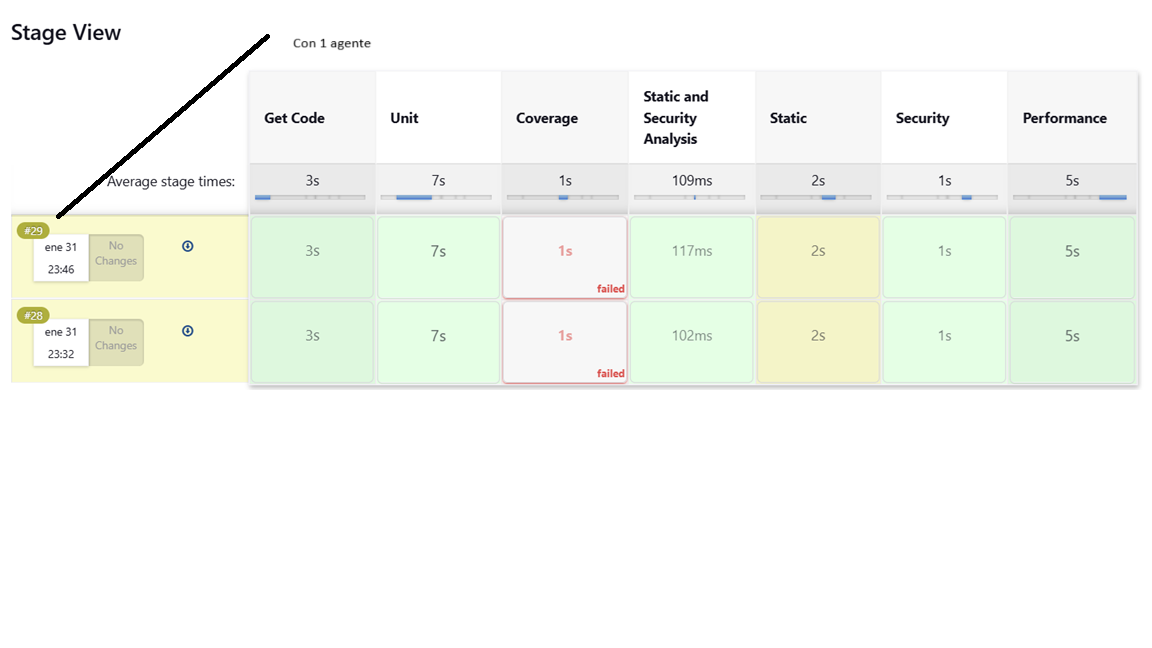 Stage View
Con 1 agente
Get Code
Unit
Coverage
Static and
Security
Analysis
Static
Security
Performance
Average stage times:
3s
7s
1s
109ms
2s
1s
5s
#29
ene 31
23:46
No
Changes
3s
7s
1s
failed
117ms
2s
1s
5s
#28
ene 31
23:32
No
Changes
3s
7s
1s
failed
102ms
2s
1s
5s